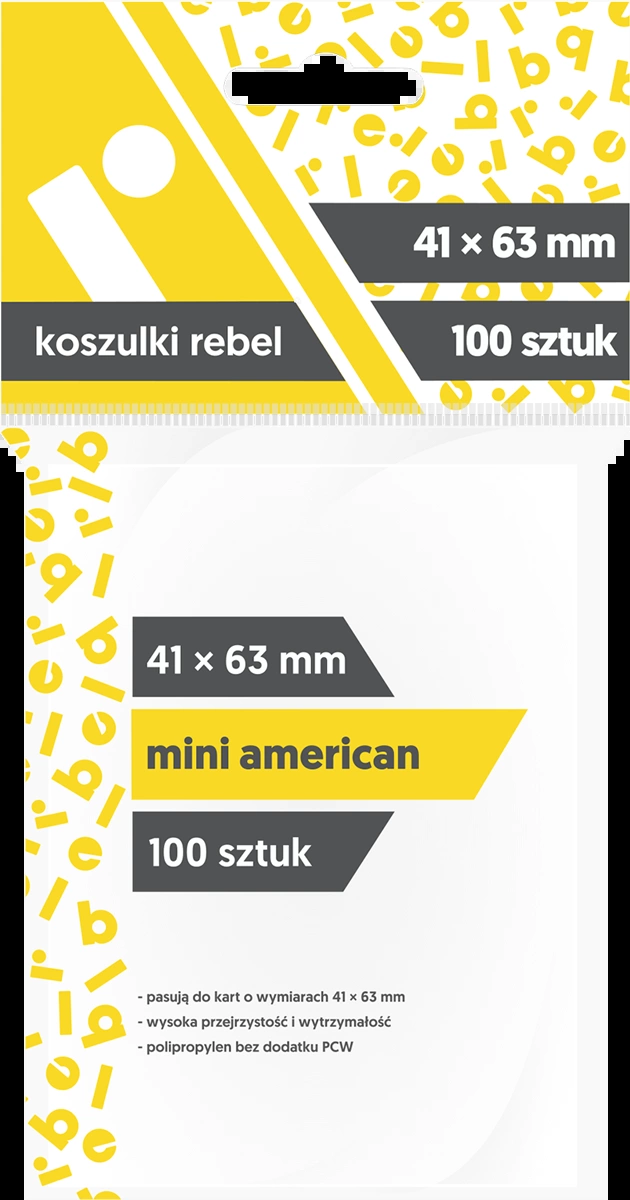 41 × 63 mm
100 sztuk
koszulki rebel
41 × 63 mm
mini american
100 sztuk
- pasują do kart o wymiarach 41 × 63 mm
- wysoka przejrzystość i wytrzymałość
- polipropylen bez dodatku PCW